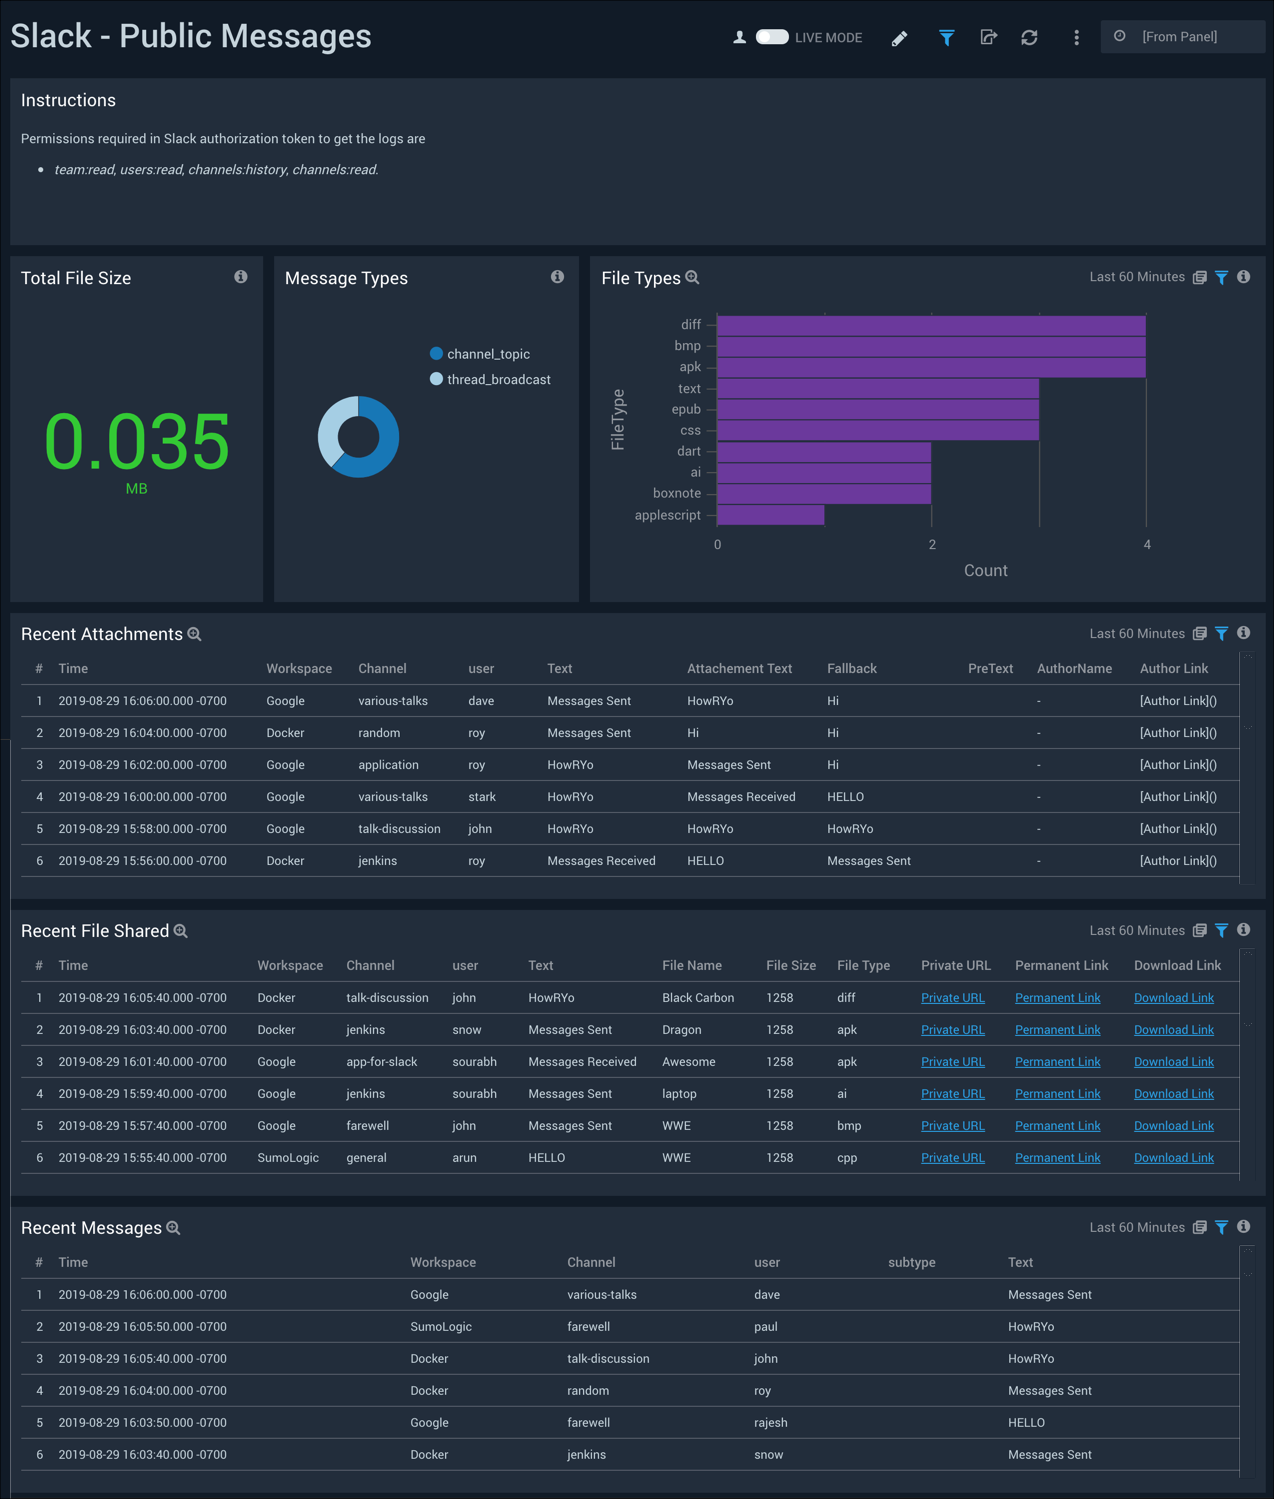 Slack - Public Messages
LIVE MODE
[From Panel]
Instructions
Permissions required in Slack authorization token to get the logs are
• team:read, users:read, channels:history, channels:read.
Total File Size
0.035
MB
Message Types
channel_topic
thread_broadcast
File Types
Last 60 Minutes
FileType
diff
bmp
apk
text
epub
css
dart
ai
boxnote
applescript
0 2 4
Count
Recent Attachments Last 60 Minutes
# Time Workspace Channel user Text Attachement Text Fallback PreText AuthorName Author Link
1 2019-08-29 16:06:00.000 -0700 Google various-talks dave Messages Sent HowRYo Hi - [Author Link]()
2 2019-08-29 16:04:00.000 -0700 Docker random roy Messages Sent Hi Hi - [Author Link]()
3 2019-08-29 16:02:00.000 -0700 Google application roy HowRYo Messages Sent Hi - [Author Link]()
4 2019-08-29 16:00:00.000 -0700 Google various-talks stark HowRYo Messages Received HELLO - [Author Link]()
5 2019-08-29 15:58:00.000 -0700 Google talk-discussion john HowRYo HowRYo HowRYo - [Author Link]()
6 2019-08-29 15:56:00.000 -0700 Docker jenkins roy Messages Received HELLO Messages Sent - [Author Link]()
Recent File Shared Last 60 Minutes
# Time Workspace Channel user Text File Name File Size File Type Private URL Permanent Link Download Link
1 2019-08-29 16:05:40.000 -0700 Docker talk-discussion john HowRYo Black Carbon 1258 diff Private URL Permanent Link Download Link
2 2019-08-29 16:03:40.000 -0700 Docker jenkins snow Messages Sent Dragon 1258 apk Private URL Permanent Link Download Link
3 2019-08-29 16:01:40.000 -0700 Google app-for-slack sourabh Messages Received Awesome 1258 apk Private URL Permanent Link Download Link
4 2019-08-29 15:59:40.000 -0700 Google jenkins sourabh Messages Sent laptop 1258 ai Private URL Permanent Link Download Link
5 2019-08-29 15:57:40.000 -0700 Google farewell john Messages Sent WWE 1258 bmp Private URL Permanent Link Download Link
6 2019-08-29 15:55:40.000 -0700 SumoLogic general arun HELLO WWE 1258 cpp Private URL Permanent Link Download Link
Recent Messages Last 60 Minutes
# Time Workspace Channel user subtype Text
1 2019-08-29 16:06:00.000 -0700 Google various-talks dave Messages Sent
2 2019-08-29 16:05:50.000 -0700 SumoLogic farewell paul HowRYo
3 2019-08-29 16:05:40.000 -0700 Docker talk-discussion john HowRYo
4 2019-08-29 16:04:00.000 -0700 Docker random roy Messages Sent
5 2019-08-29 16:03:50.000 -0700 Google farewell rajesh HELLO
6 2019-08-29 16:03:40.000 -0700 Docker jenkins snow Messages Sent